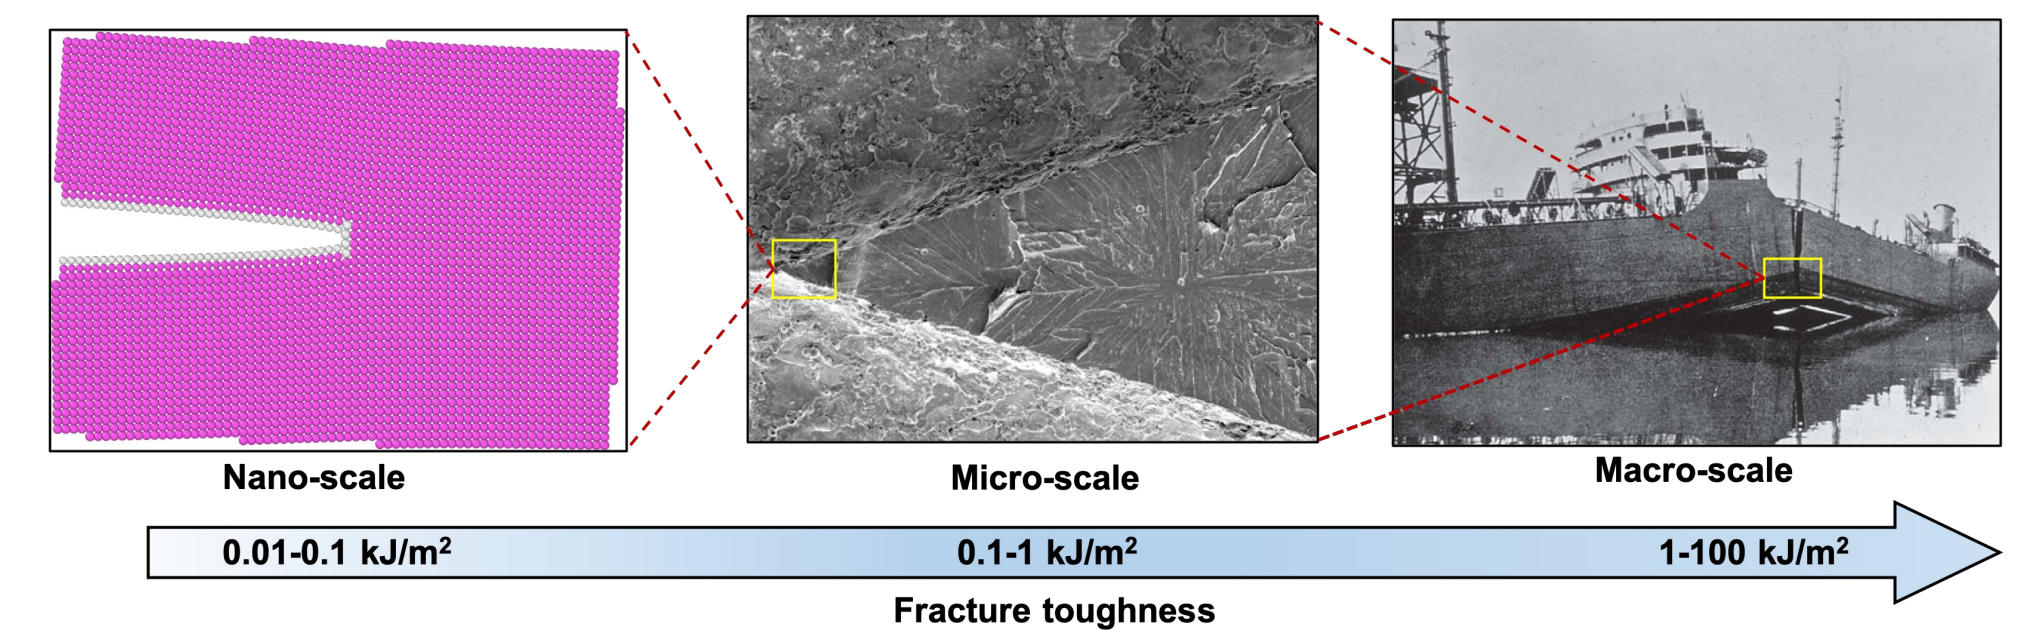 Nano-scale
Micro-scale
Macro-scale
0.01-0.1 kJ/m²
0.1-1 kJ/m²
1-100 kJ/m²
Fracture toughness